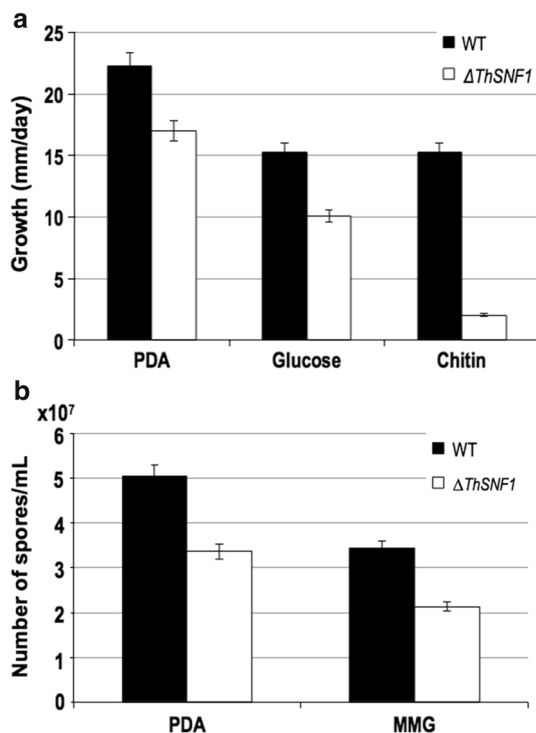 a
25
20
15
10
5
0
Growth (mm/day)
WT
ΔThSNF1
PDA
Glucose
Chitin
b
x10⁷
6
5
4
3
2
1
0
Number of spores/mL
WT
ΔThSNF1
PDA
MMG